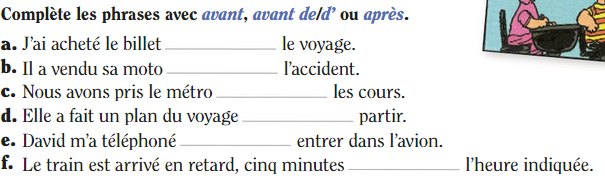 Complète les phrases avec avant, avant de/d' ou après.
a. J'ai acheté le billet ____________ le voyage.
b. Il a vendu sa moto ____________ l'accident.
c. Nous avons pris le métro ____________ les cours.
d. Elle a fait un plan du voyage ____________ partir.
e. David m'a téléphoné ____________ entrer dans l'avion.
f. Le train est arrivé en retard, cinq minutes ____________ l'heure indiquée.